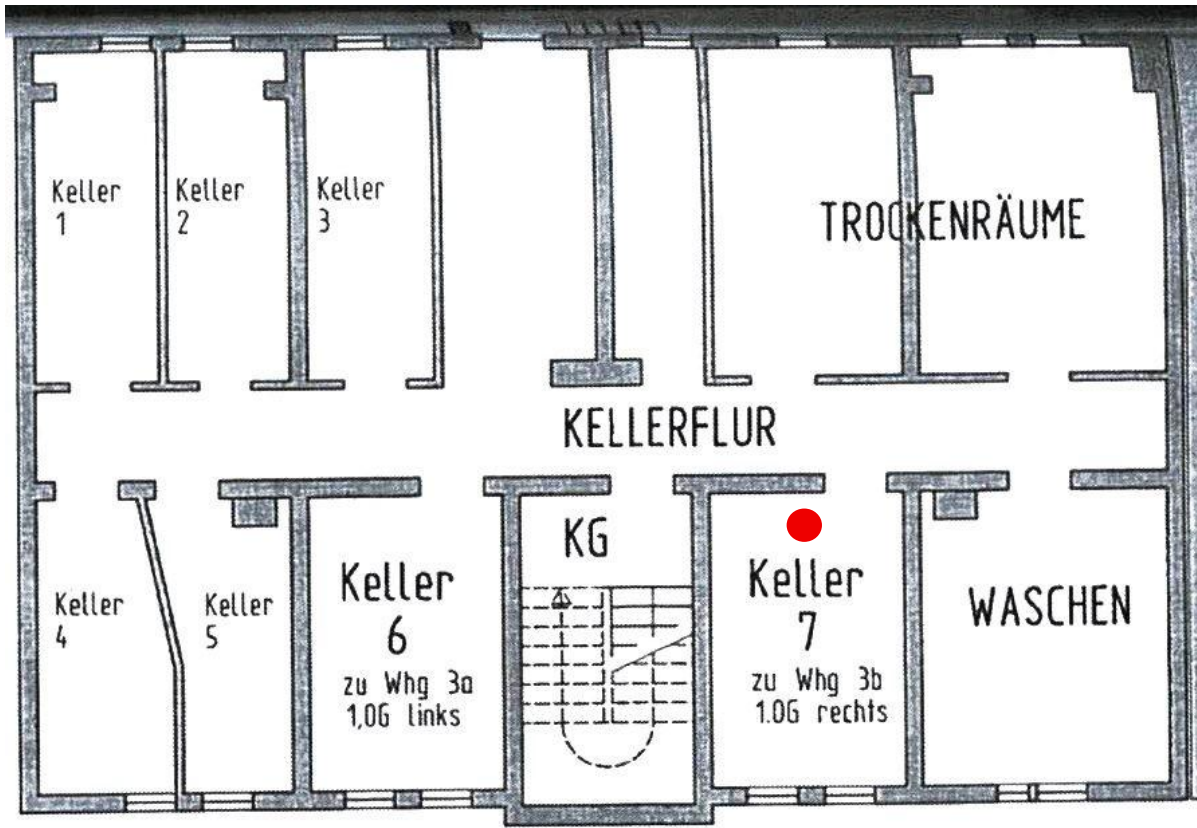 Keller
1
Keller
2
Keller
3
TROCKENRÄUME
KELLERFLUR
KG
Keller
4
Keller
5
Keller
6
zu Whg 3a
1,OG links
Keller
7
zu Whg 3b
1.OG rechts
WASCHEN